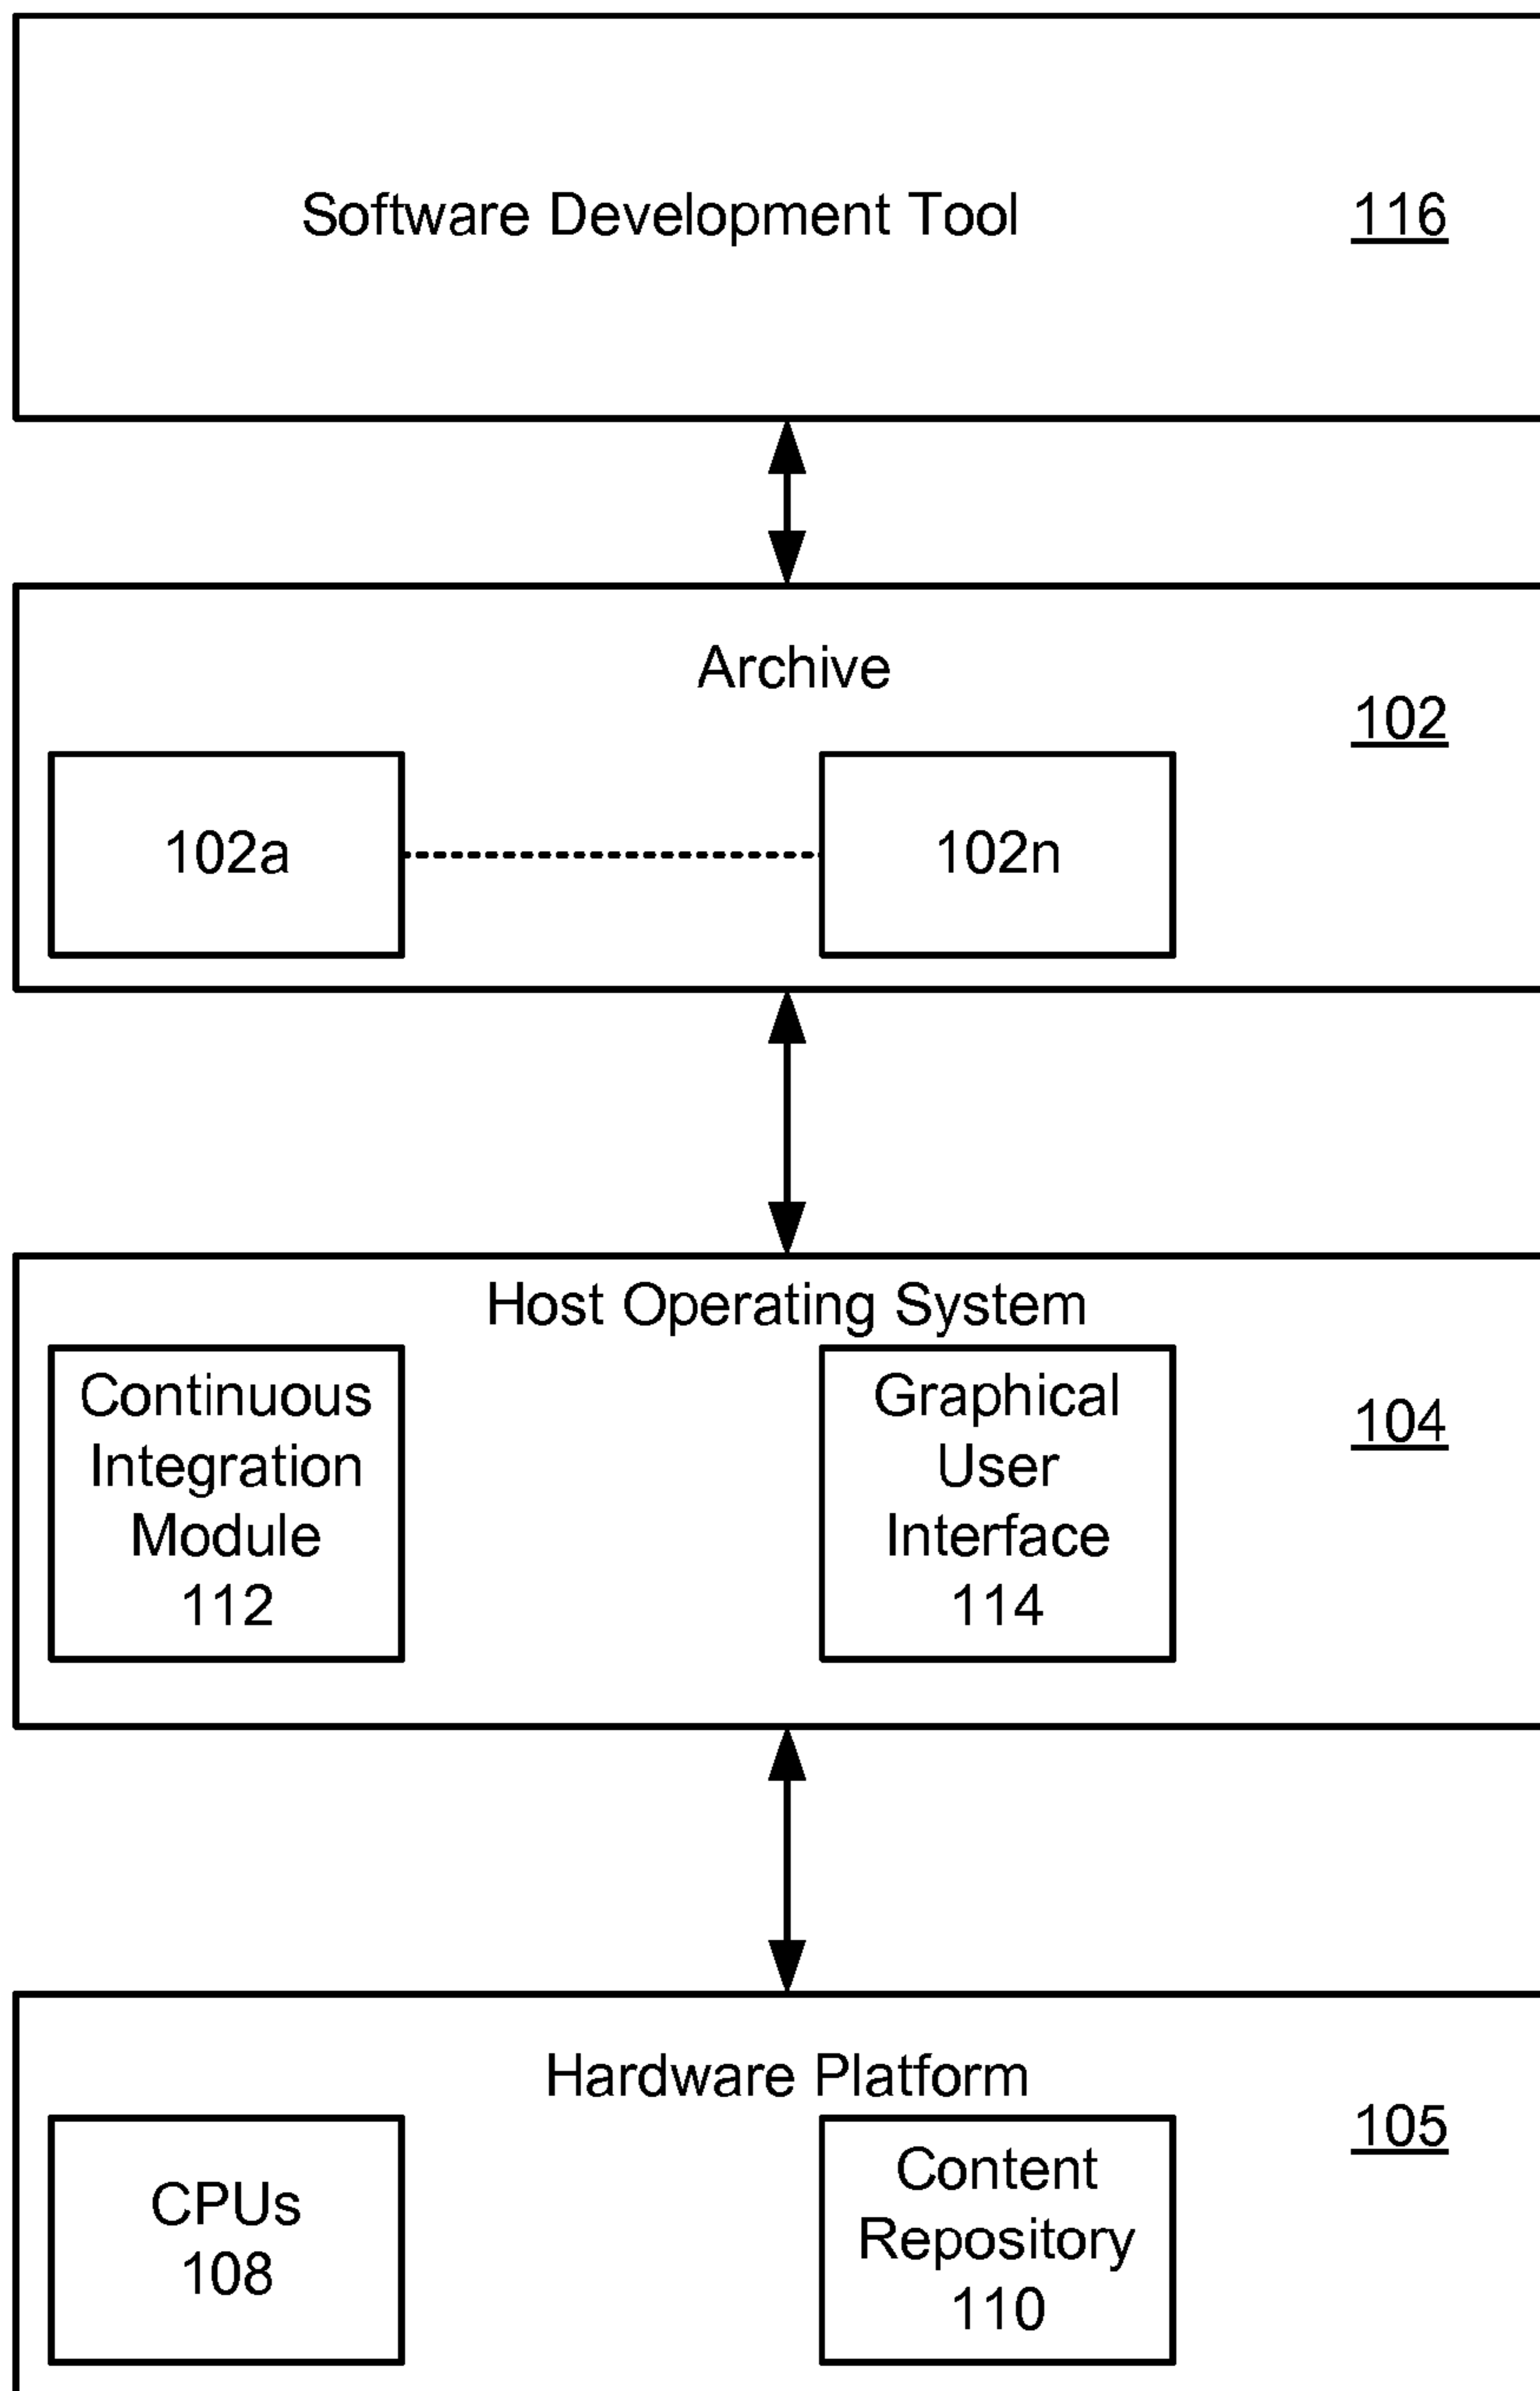 Software Development Tool
116
Archive
102
102a
102n
Host Operating System
Continuous
Integration
Module
112
Graphical
User
Interface
114
104
Hardware Platform
105
CPUs
108
Content
Repository
110